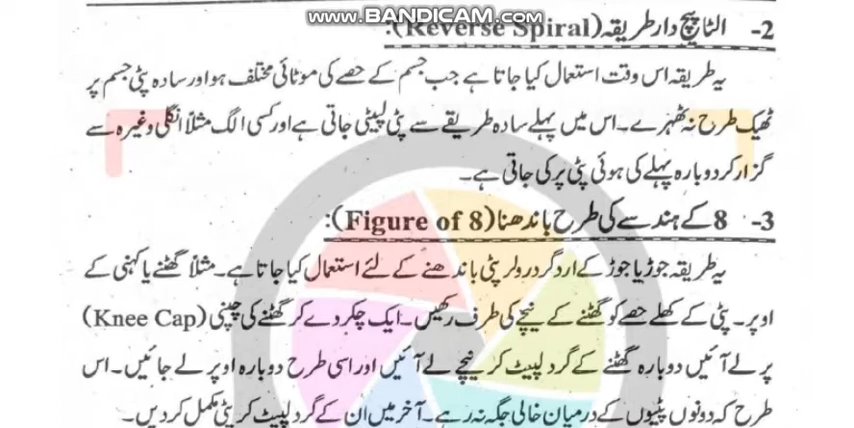 www.BANDICAM.com
2- الٹا پیچ دار طریقہ (Reverse Spiral):
یہ طریقہ اس وقت استعمال کیا جاتا ہے جب جسم کے حصے کی موٹائی مختلف ہو اور سادہ پٹی جسم پر
ٹھیک طرح نہ ٹھہرے۔ اس میں پہلے سادہ طریقے سے پٹی لپیٹی جاتی ہے اور کسی الگ مثلاً انگلی وغیرہ سے
گزار کر دوبارہ پہلے کی ہوئی پٹی پر کی جاتی ہے۔
3- 8 کے ہندسے کی طرح باندھنا (Figure of 8):
یہ طریقہ جوڑ یا جوڑ کے ارد گرد رولر پٹی باندھنے کے لئے استعمال کیا جاتا ہے۔ مثلاً گھٹنے یا کہنی کے
اوپر۔ پٹی کے کھلے حصے کو گھٹنے کے نیچے کی طرف رکھیں۔ ایک چکر دے کر گھٹنے کی چپنی (Knee Cap)
پر لے آئیں دوبارہ گھٹنے کے گرد لپیٹ کر نیچے لے آئیں اور اسی طرح دوبارہ اوپر لے جائیں۔ اس
طرح کہ دونوں پٹیوں کے درمیان خالی جگہ نہ رہے۔ آخر میں ان کے گرد لپیٹ کر پٹی مکمل کر دیں۔